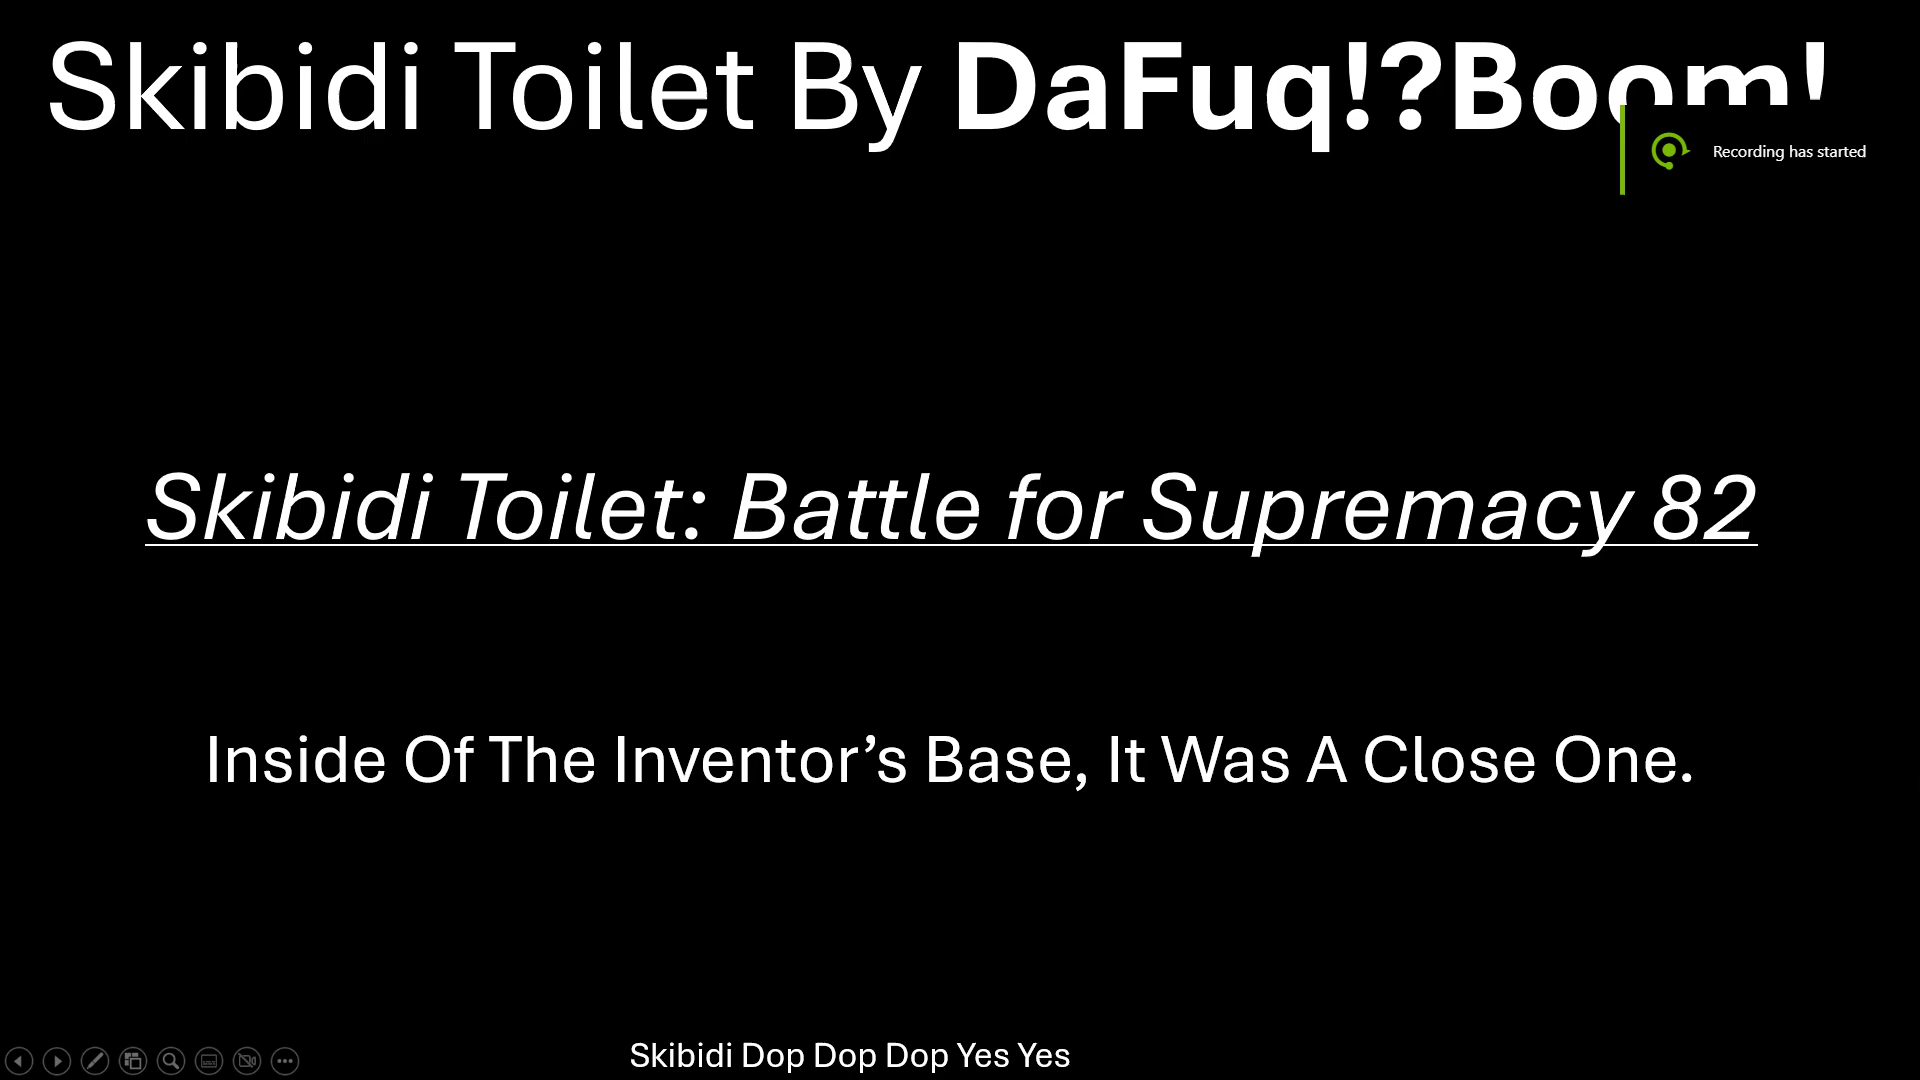 Skibidi Toilet By DaFuq!?Boom!
Recording has started
Skibidi Toilet: Battle for Supremacy 82
Inside Of The Inventor’s Base, It Was A Close One.
Skibidi Dop Dop Dop Yes Yes